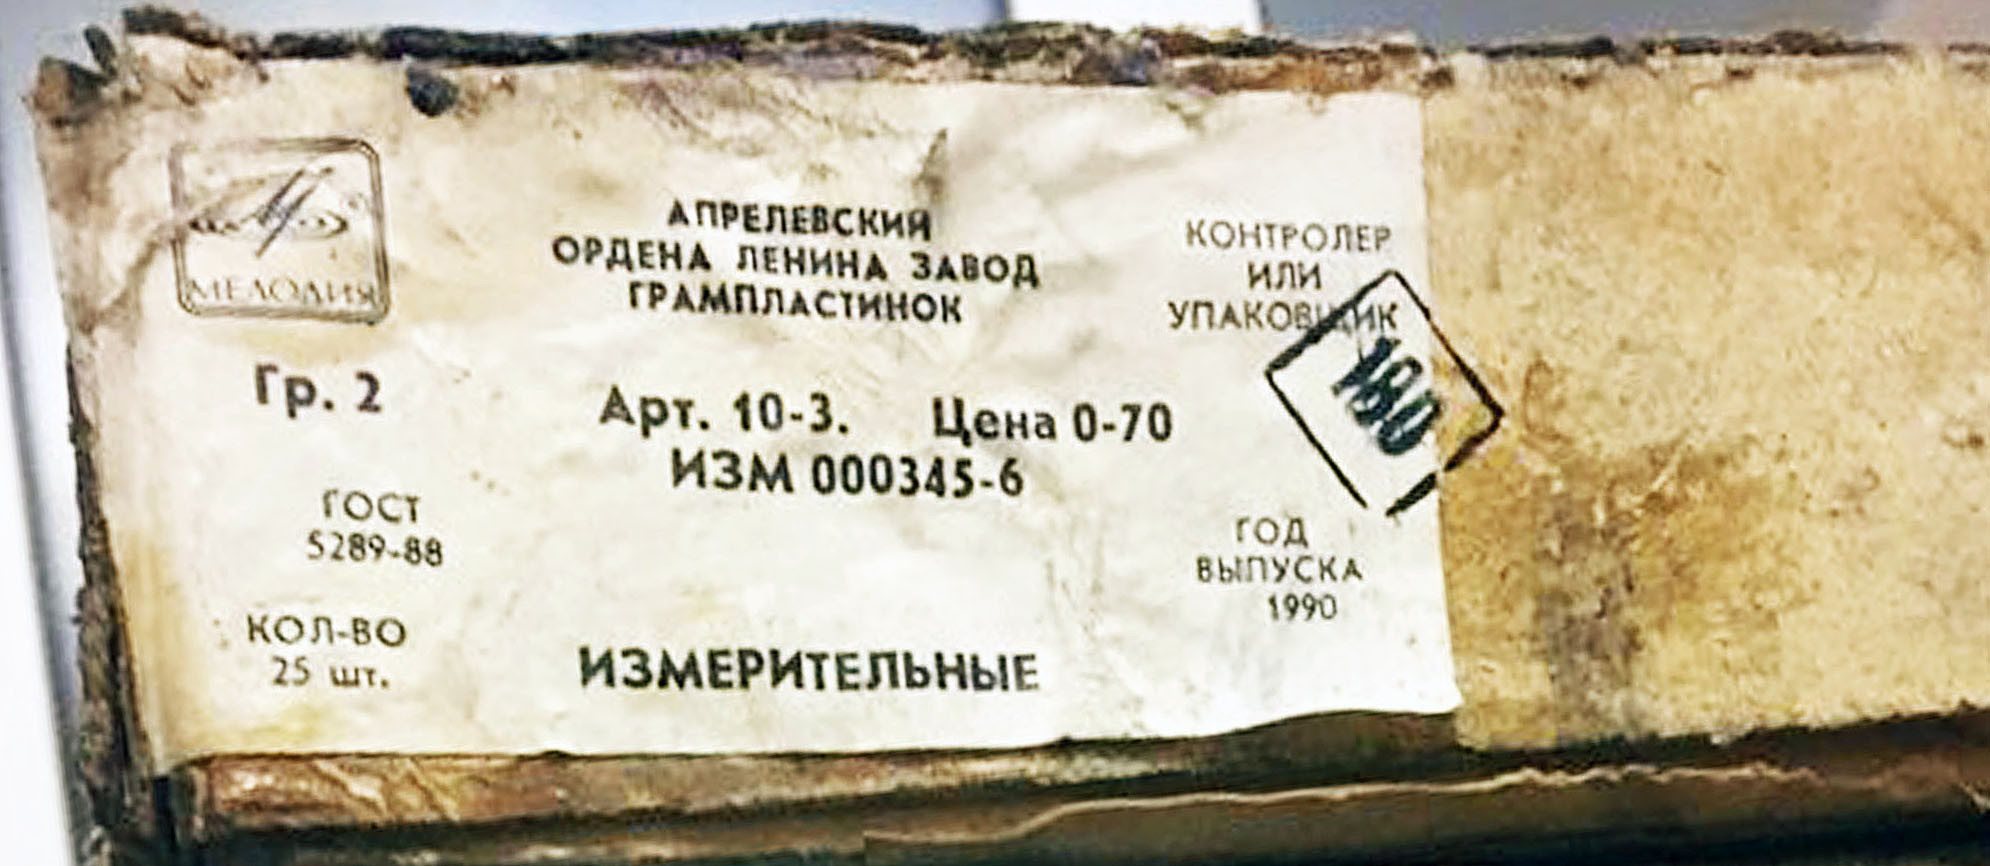 МЕЛОДИЯ
АПРЕЛЕВСКИЙ
ОРДЕНА ЛЕНИНА ЗАВОД
ГРАМПЛАСТИНОК
КОНТРОЛЕР
ИЛИ
УПАКОВЩИК
180
Гр. 2
Арт. 10-3. Цена 0-70
ИЗМ 000345-6
ГОСТ
5289-88
ГОД
ВЫПУСКА
1990
КОЛ-ВО
25 шт.
ИЗМЕРИТЕЛЬНЫЕ